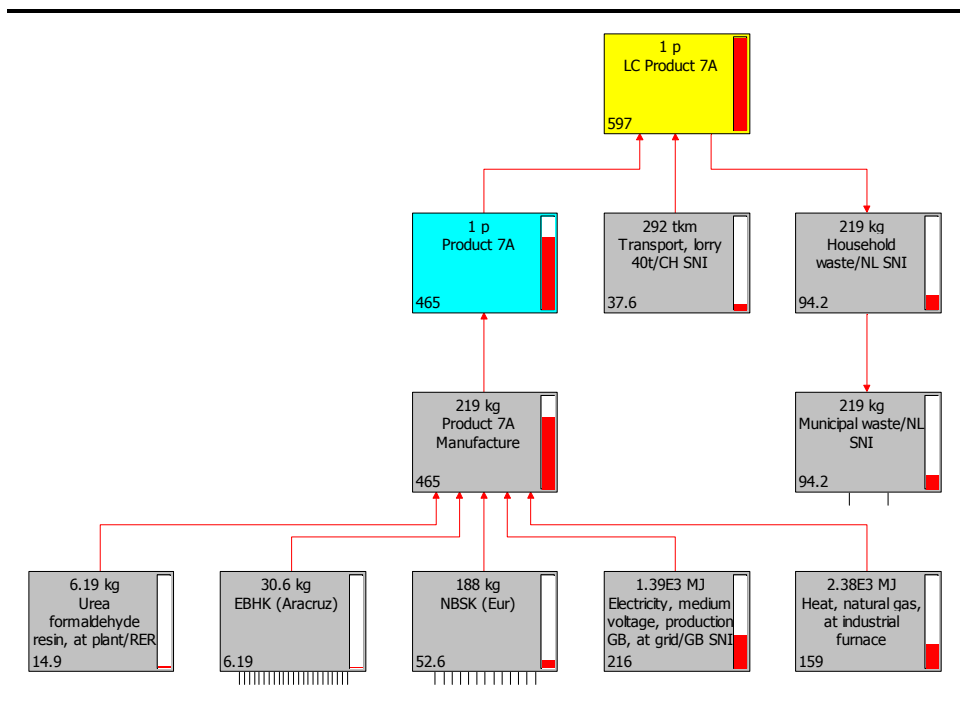 1 p
LC Product 7A
597
1 p
Product 7A
465
292 tkm
Transport, lorry
40t/CH SNI
37.6
219 kg
Household
waste/NL SNI
94.2
219 kg
Product 7A
Manufacture
465
219 kg
Municipal waste/NL
SNI
94.2
6.19 kg
Urea
formaldehyde
resin, at plant/RER
14.9
30.6 kg
EBHK (Aracruz)
6.19
188 kg
NBSK (Eur)
52.6
1.39E3 MJ
Electricity, medium
voltage, production
GB, at grid/GB SNI
216
2.38E3 MJ
Heat, natural gas,
at industrial
furnace
159